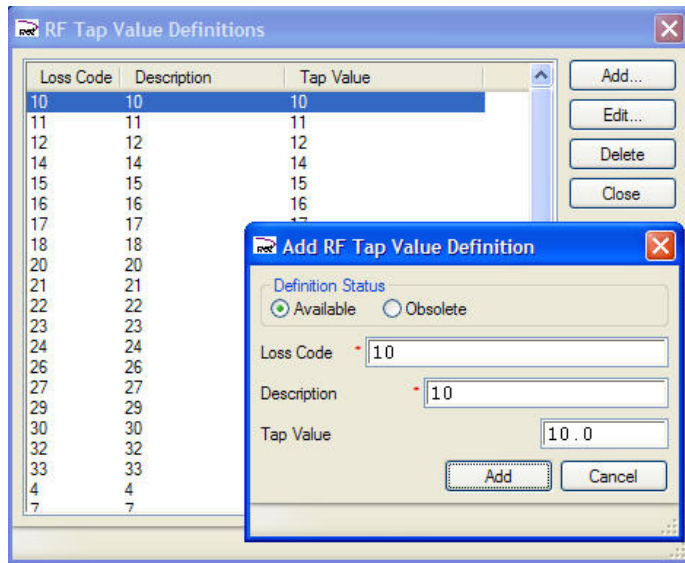 RF Tap Value Definitions
Loss Code Description Tap Value
10 10 10
11 11 11
12 12 12
14 14 14
15 15 15
16 16 16
17 17 17
18 18
20 20
21 21
22 22
23 23
24 24
26 26
27 27
29 29
30 30
32 32
33 33
4 4
7 7
Add...
Edit...
Delete
Close
Add RF Tap Value Definition
Definition Status
Available Obsolete
Loss Code * 10
Description * 10
Tap Value 10.0
Add Cancel